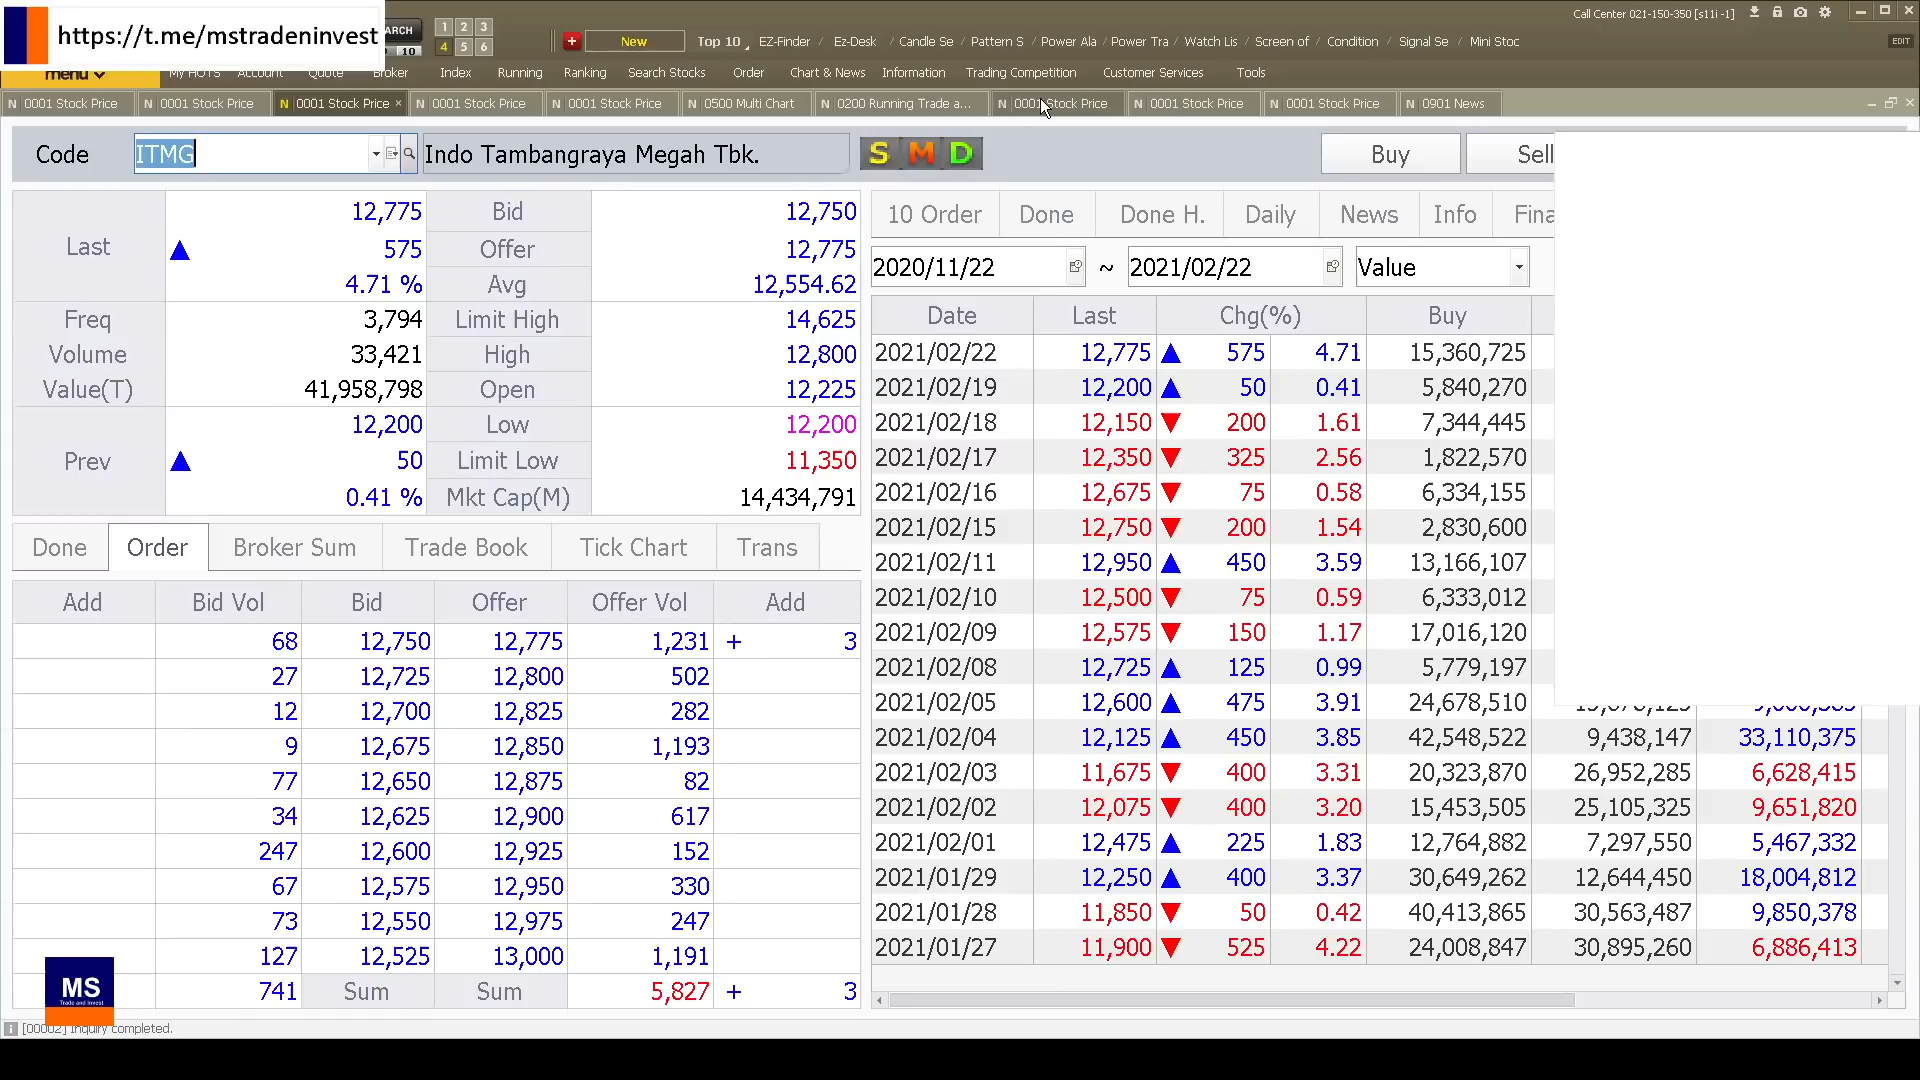 https://t.me/mstradeninvest
ARCH
10
1 2 3
4 5 6
New
Top 10
EZ-Finder / Ez-Desk / Candle Se / Pattern S / Power Ala / Power Tra / Watch Lis / Screen of / Condition / Signal Se / Mini Stoc
Call Center 021-150-350 [s11i -1]
EDIT
menu
My HOTS Account Quote Broker Index Running Ranking Search Stocks Order Chart & News Information Trading Competition Customer Services Tools
N 0001 Stock Price N 0001 Stock Price N 0001 Stock Price × N 0001 Stock Price N 0001 Stock Price N 0500 Multi Chart N 0200 Running Trade a... N 0001 Stock Price N 0001 Stock Price N 0001 Stock Price N 0901 News
Code ITMG Indo Tambangraya Megah Tbk. S M D Buy Sell
Last 12,775 Bid 12,750
▲ 575 Offer 12,775
4.71 % Avg 12,554.62
Freq 3,794 Limit High 14,625
Volume 33,421 High 12,800
Value(T) 41,958,798 Open 12,225
Prev 12,200 Low 12,200
▲ 50 Limit Low 11,350
0.41 % Mkt Cap(M) 14,434,791
Done Order Broker Sum Trade Book Tick Chart Trans
Add Bid Vol Bid Offer Offer Vol Add
68 12,750 12,775 1,231 + 3
27 12,725 12,800 502
12 12,700 12,825 282
9 12,675 12,850 1,193
77 12,650 12,875 82
34 12,625 12,900 617
247 12,600 12,925 152
67 12,575 12,950 330
73 12,550 12,975 247
127 12,525 13,000 1,191
741 Sum Sum 5,827 + 3
10 Order Done Done H. Daily News Info Fina
2020/11/22 ~ 2021/02/22 Value
Date Last Chg(%) Buy
2021/02/22 12,775 ▲ 575 4.71 15,360,725
2021/02/19 12,200 ▲ 50 0.41 5,840,270
2021/02/18 12,150 ▼ 200 1.61 7,344,445
2021/02/17 12,350 ▼ 325 2.56 1,822,570
2021/02/16 12,675 ▼ 75 0.58 6,334,155
2021/02/15 12,750 ▼ 200 1.54 2,830,600
2021/02/11 12,950 ▲ 450 3.59 13,166,107
2021/02/10 12,500 ▼ 75 0.59 6,333,012
2021/02/09 12,575 ▼ 150 1.17 17,016,120
2021/02/08 12,725 ▲ 125 0.99 5,779,197
2021/02/05 12,600 ▲ 475 3.91 24,678,510
2021/02/04 12,125 ▲ 450 3.85 42,548,522 9,438,147 33,110,375
2021/02/03 11,675 ▼ 400 3.31 20,323,870 26,952,285 6,628,415
2021/02/02 12,075 ▼ 400 3.20 15,453,505 25,105,325 9,651,820
2021/02/01 12,475 ▲ 225 1.83 12,764,882 7,297,550 5,467,332
2021/01/29 12,250 ▲ 400 3.37 30,649,262 12,644,450 18,004,812
2021/01/28 11,850 ▼ 50 0.42 40,413,865 30,563,487 9,850,378
2021/01/27 11,900 ▼ 525 4.22 24,008,847 30,895,260 6,886,413
MS
Trade and Invest
[00002] Inquiry completed.